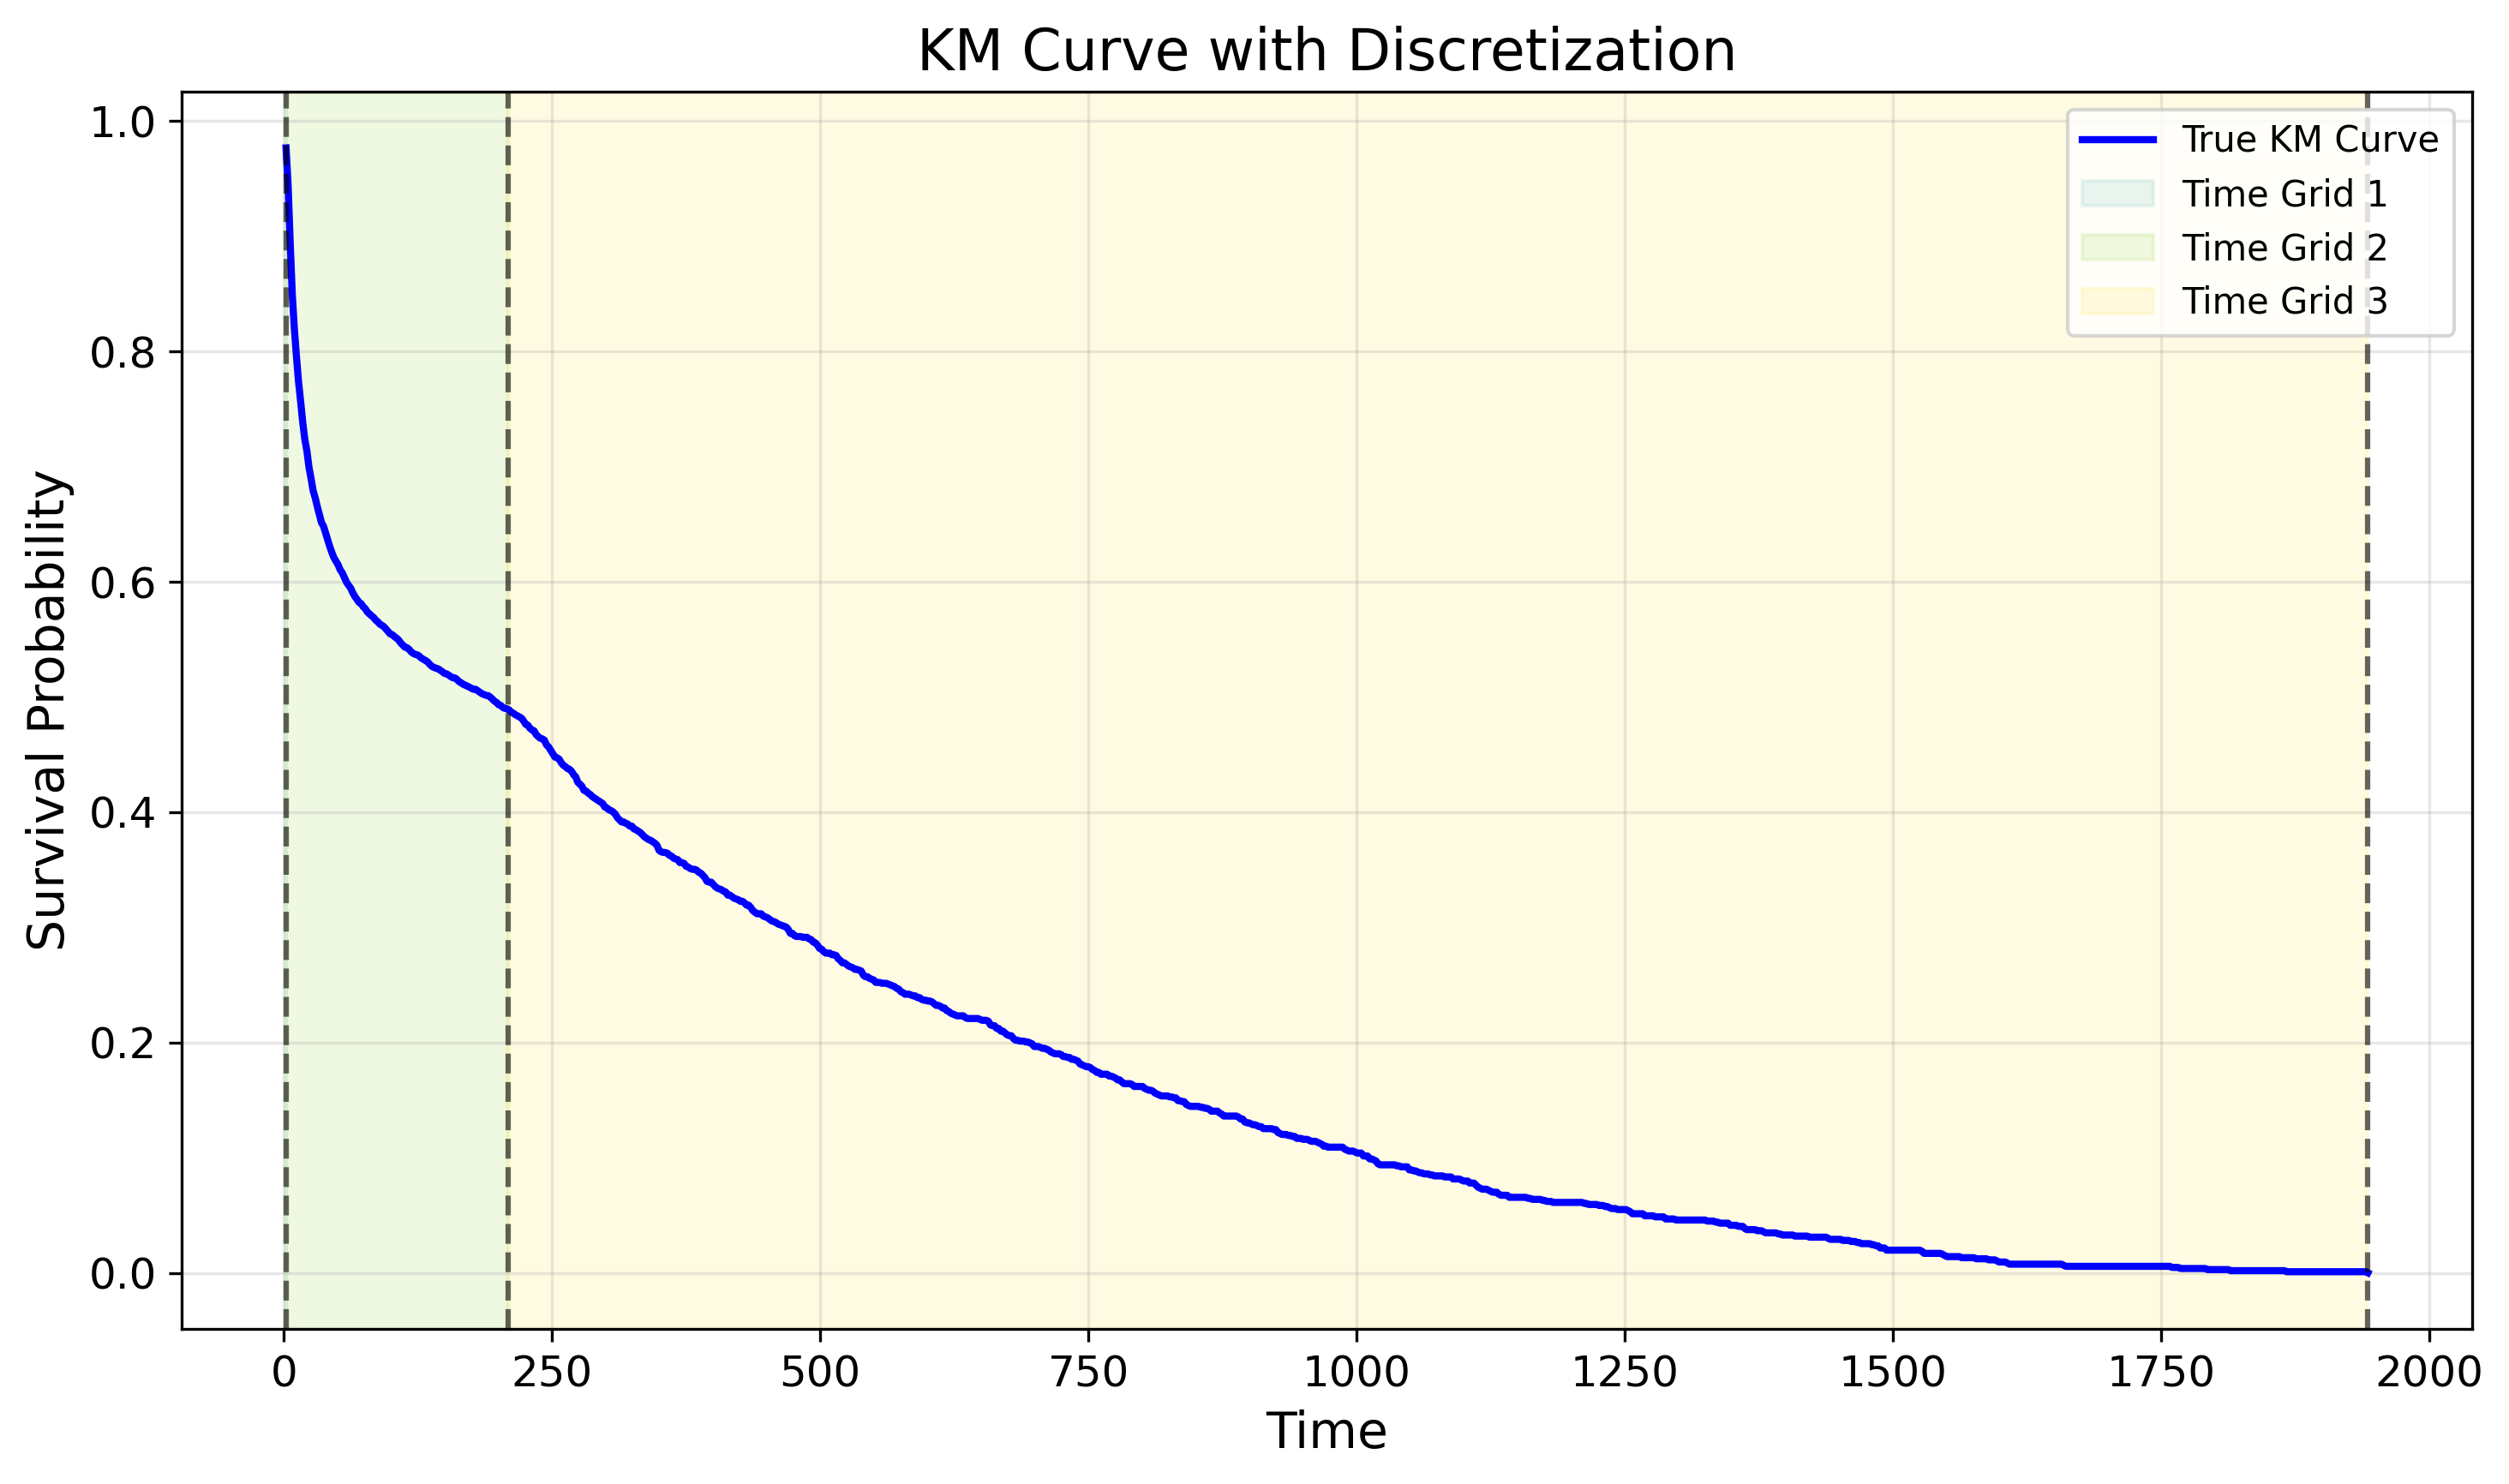 KM Curve with Discretization
True KM Curve
Time Grid 1
Time Grid 2
Time Grid 3
Survival Probability
1.0
0.8
0.6
0.4
0.2
0.0
0 250 500 750 1000 1250 1500 1750 2000
Time